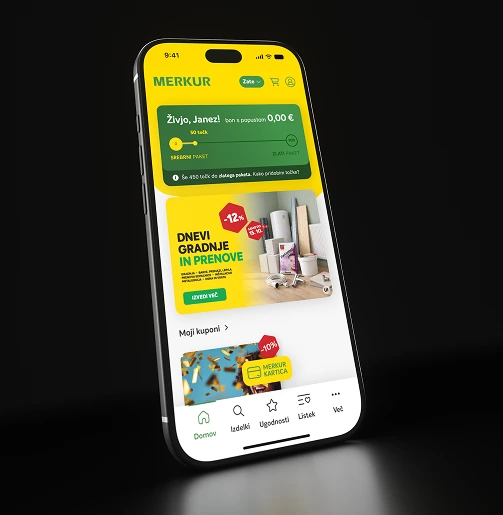 9:41
MERKUR
Zate
Živjo, Janez!
bon s popustom 0,00 €
50 točk
SREBRNI PAKET
ZLATI PAKET
Še 450 točk do zlatega paketa. Kako pridobim točke?
-12%
DNEVI
GRADNJE
IN PRENOVE
IZVEDI VEČ
Moji kuponi
-10%
MERKUR
KARTICA
Domov
Izdelki
Ugodnosti
Listek
Več